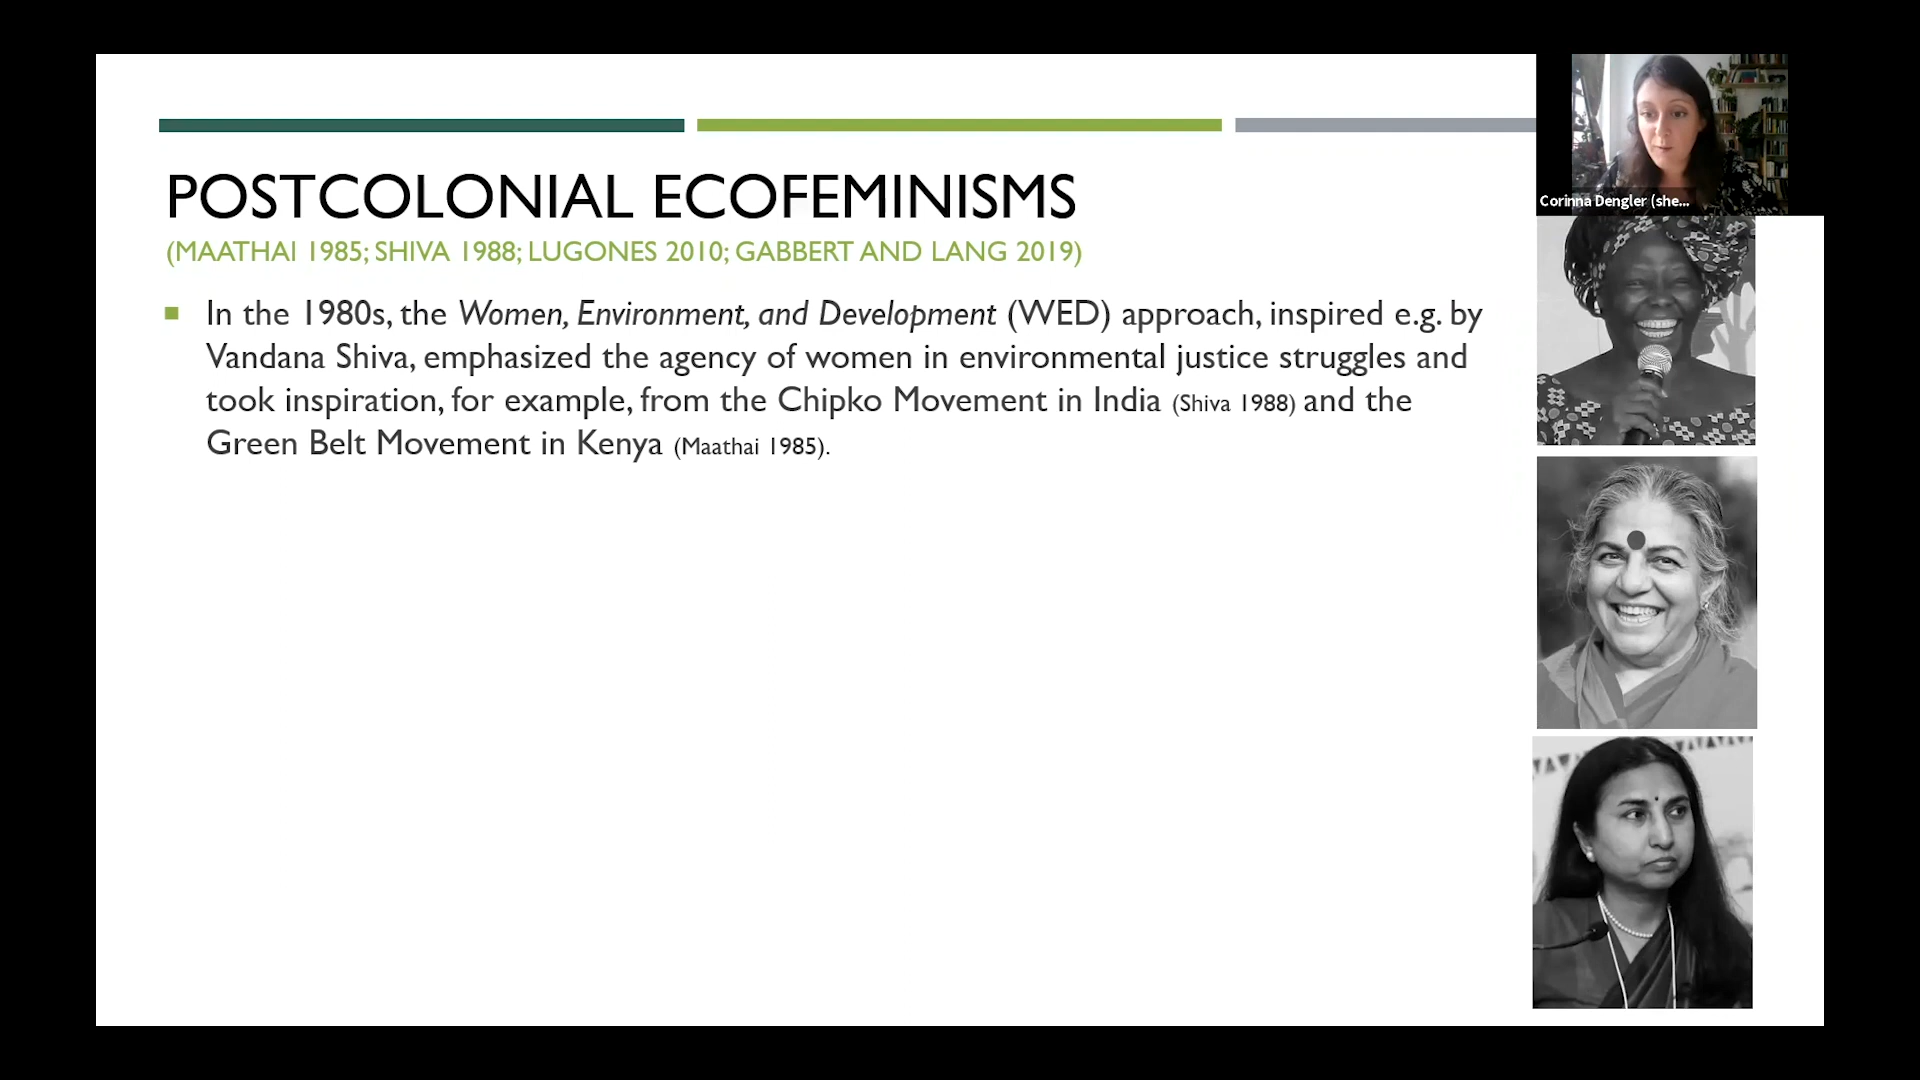 POSTCOLONIAL ECOFEMINISMS
(MAATHAI 1985; SHIVA 1988; LUGONES 2010; GABBERT AND LANG 2019)
In the 1980s, the Women, Environment, and Development (WED) approach, inspired e.g. by
Vandana Shiva, emphasized the agency of women in environmental justice struggles and
took inspiration, for example, from the Chipko Movement in India (Shiva 1988) and the
Green Belt Movement in Kenya (Maathai 1985).
Corinna Dengler (she...